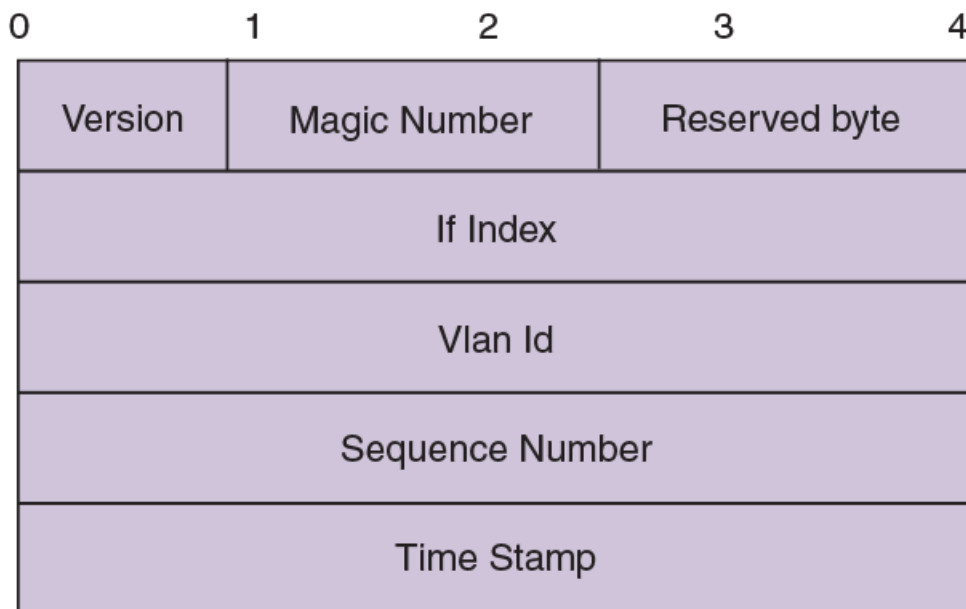 0 1 2 3 4
Version Magic Number Reserved byte
If Index
Vlan Id
Sequence Number
Time Stamp